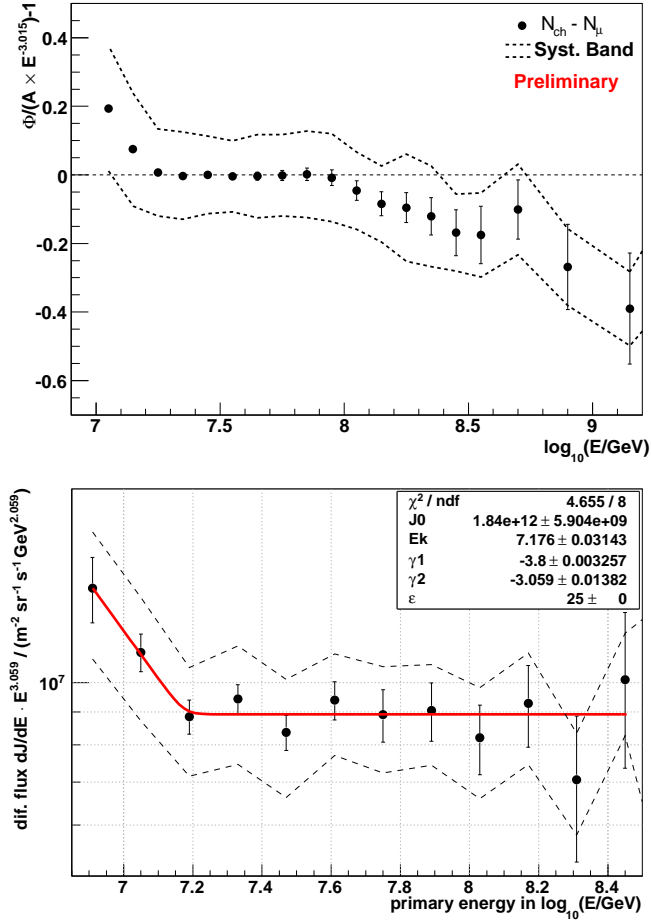 Φ/(A × E^-3.015)-1
0.4
0.2
0
-0.2
-0.4
-0.6
N_ch - N_μ
Syst. Band
Preliminary
7 7.5 8 8.5 9
log_10(E/GeV)
dif. flux dJ/dE · E^3.059 / (m^-2 sr^-1 s^-1 GeV^2.059)
χ^2 / ndf 4.655 / 8
J0 1.84e+12 ± 5.904e+09
Ek 7.176 ± 0.03143
γ1 -3.8 ± 0.003257
γ2 -3.059 ± 0.01382
ε 25 ± 0
10^7
7 7.2 7.4 7.6 7.8 8 8.2 8.4
primary energy in log_10(E/GeV)